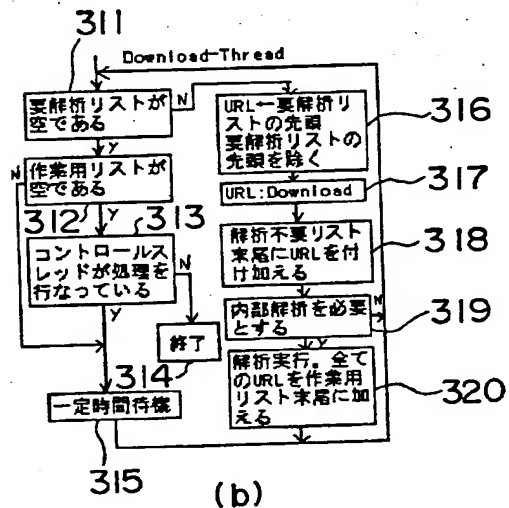 311
Download-Thread
要解析リストが
空である
N
Y
作業用リストが
空である
N
312
Y
313
コントロールス
レッドが処理を
行なっている
N
Y
終了
314
一定時間待機
315
URL←要解析リ
ストの先頭
要解析リストの
先頭を除く
316
URL:Download
317
解析不要リスト
末尾にURLを付
け加える
318
内部解析を必要
とする
N
319
Y
解析実行。全て
のURLを作業用
リスト末尾に加
える
320
(b)